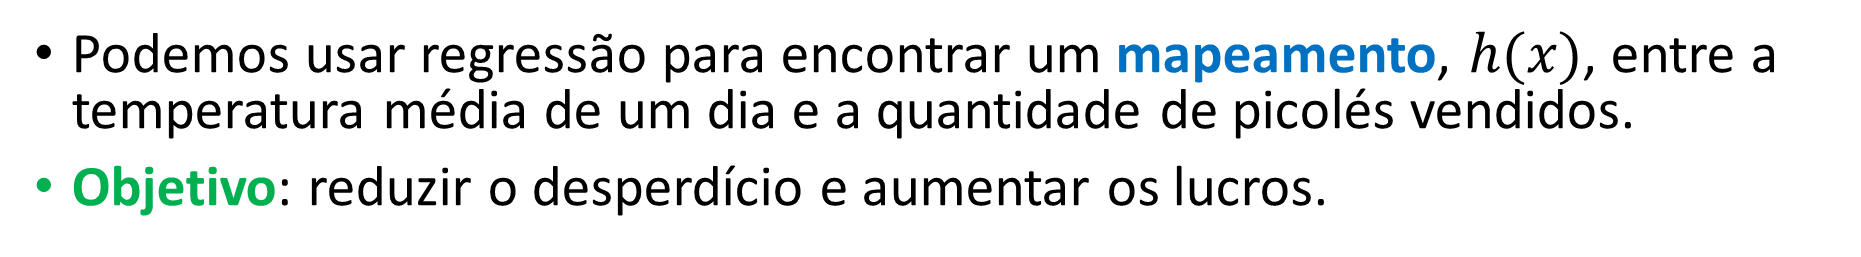 • Podemos usar regressão para encontrar um mapeamento, h(x), entre a
temperatura média de um dia e a quantidade de picolés vendidos.
• Objetivo: reduzir o desperdício e aumentar os lucros.